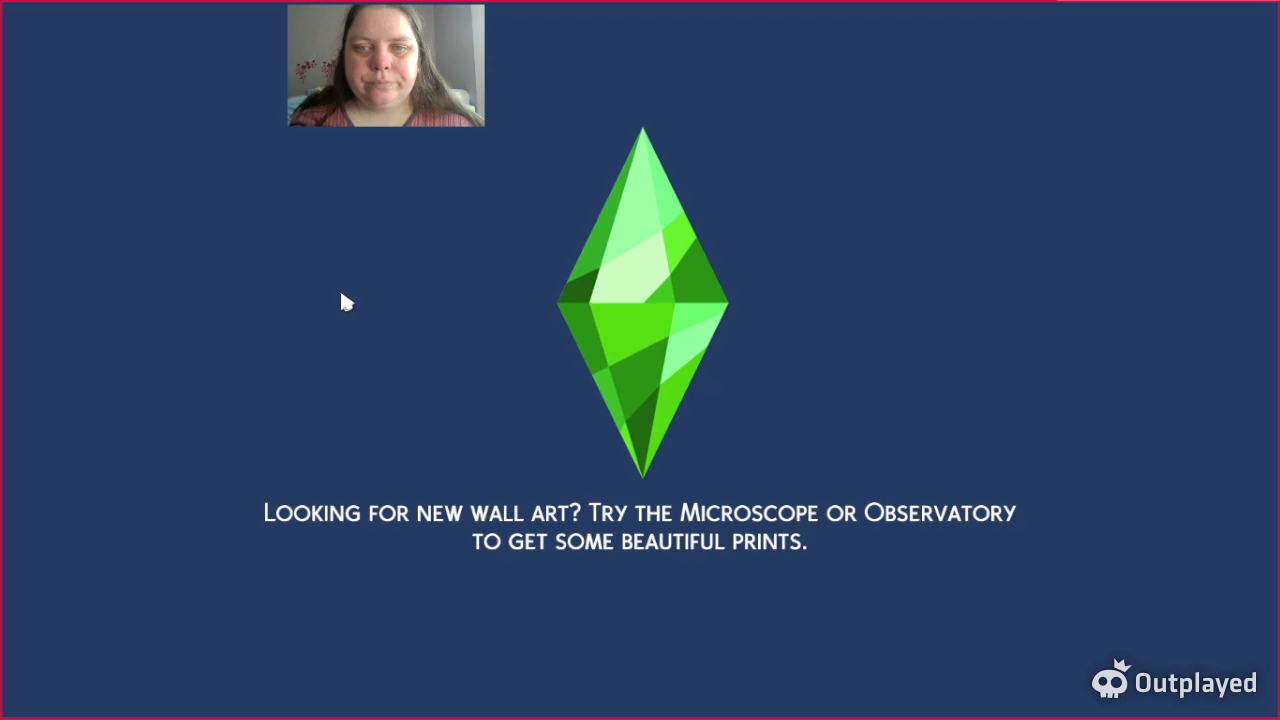 Looking for new wall art? Try the Microscope or Observatory
to get some beautiful prints.
Outplayed